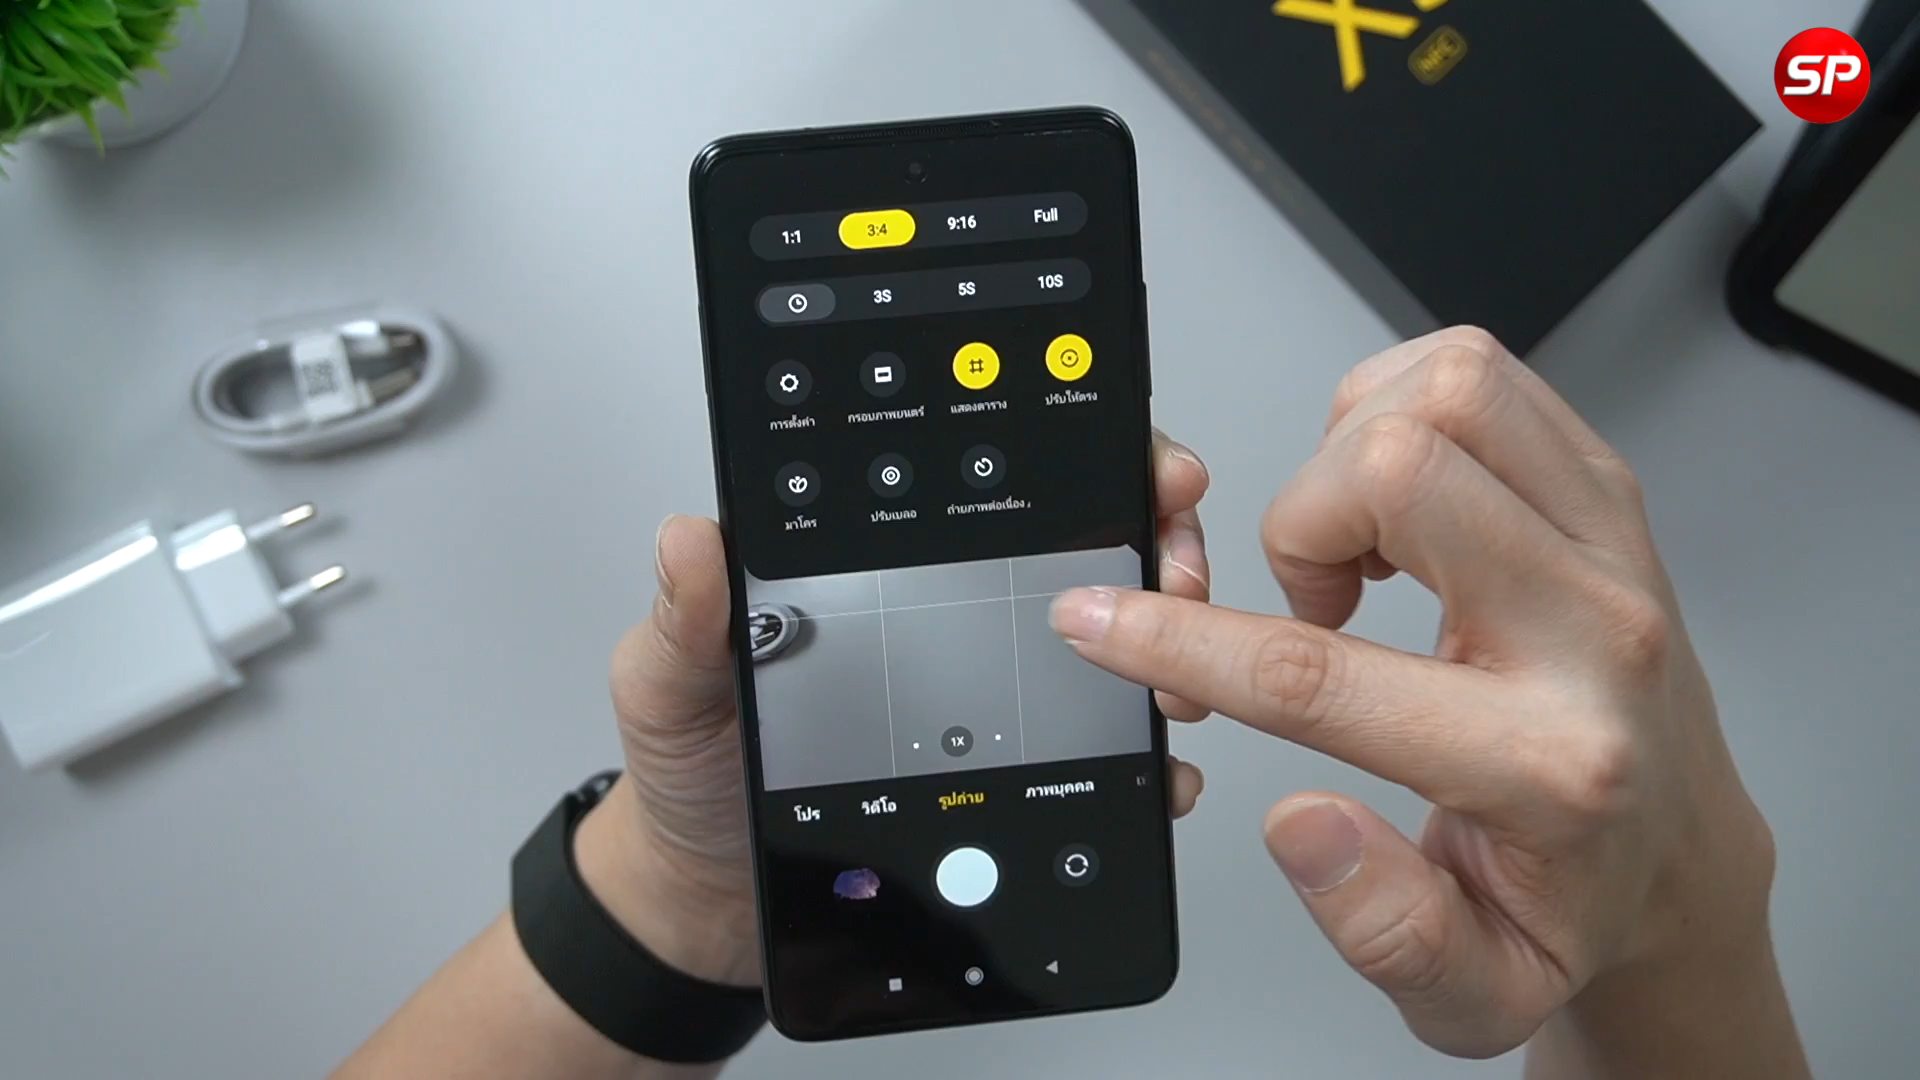 NFC
SP
1:1 3:4 9:16 Full
3S 5S 10S
การตั้งค่า กรอบภาพยนตร์ แสดงตาราง ปรับให้ตรง
มาโคร ปรับเบลอ ถ่ายภาพต่อเนื่อง
1X
โปร วิดีโอ รูปถ่าย ภาพบุคคล